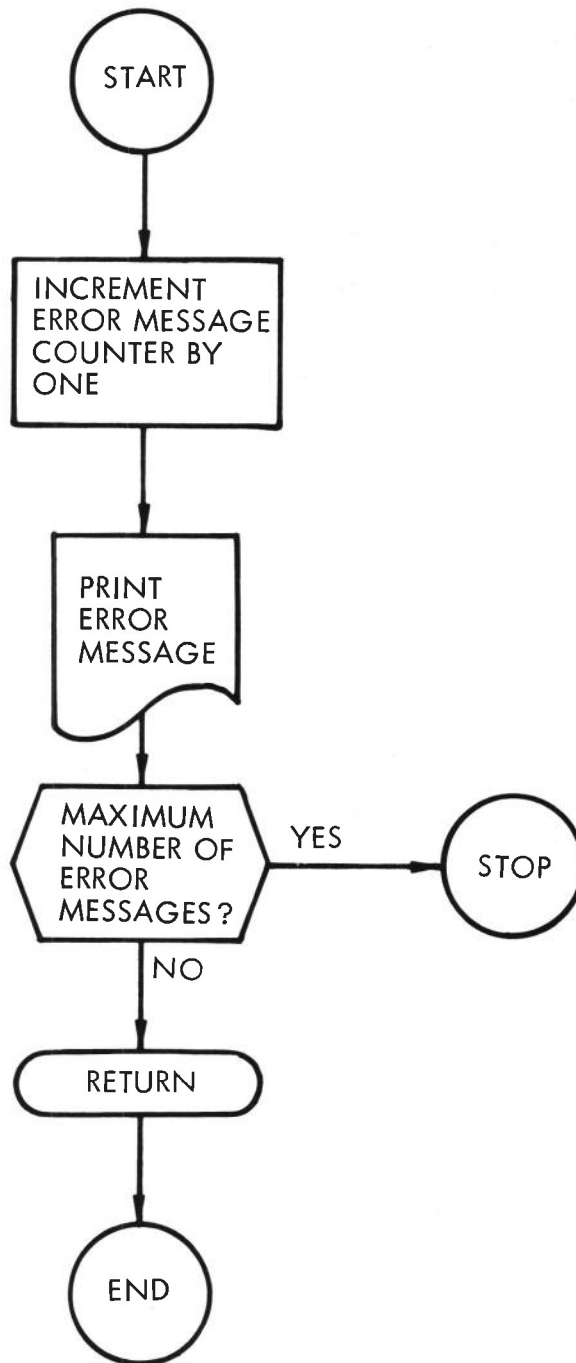 START
INCREMENT
ERROR MESSAGE
COUNTER BY
ONE
PRINT
ERROR
MESSAGE
MAXIMUM
NUMBER OF
ERROR
MESSAGES?
YES
STOP
NO
RETURN
END